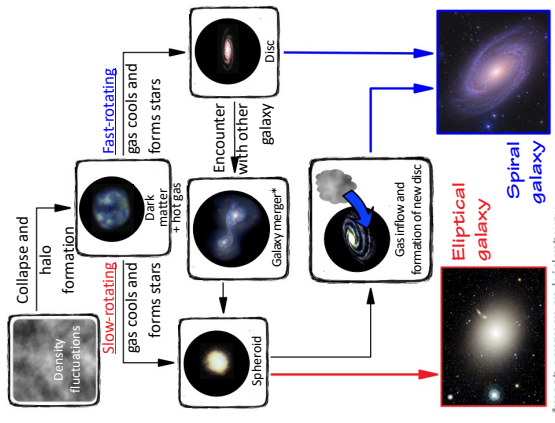 Density
fluctuations
Collapse and
halo
formation
Dark
matter
+ hot gas
Slow-rotating
gas cools and
forms stars
Fast-rotating
gas cools and
forms stars
Spheroid
Galaxy merger*
Encounter
with other
galaxy
Disc
Gas inflow and
formation of new disc
Eliptical
galaxy
Spiral
galaxy